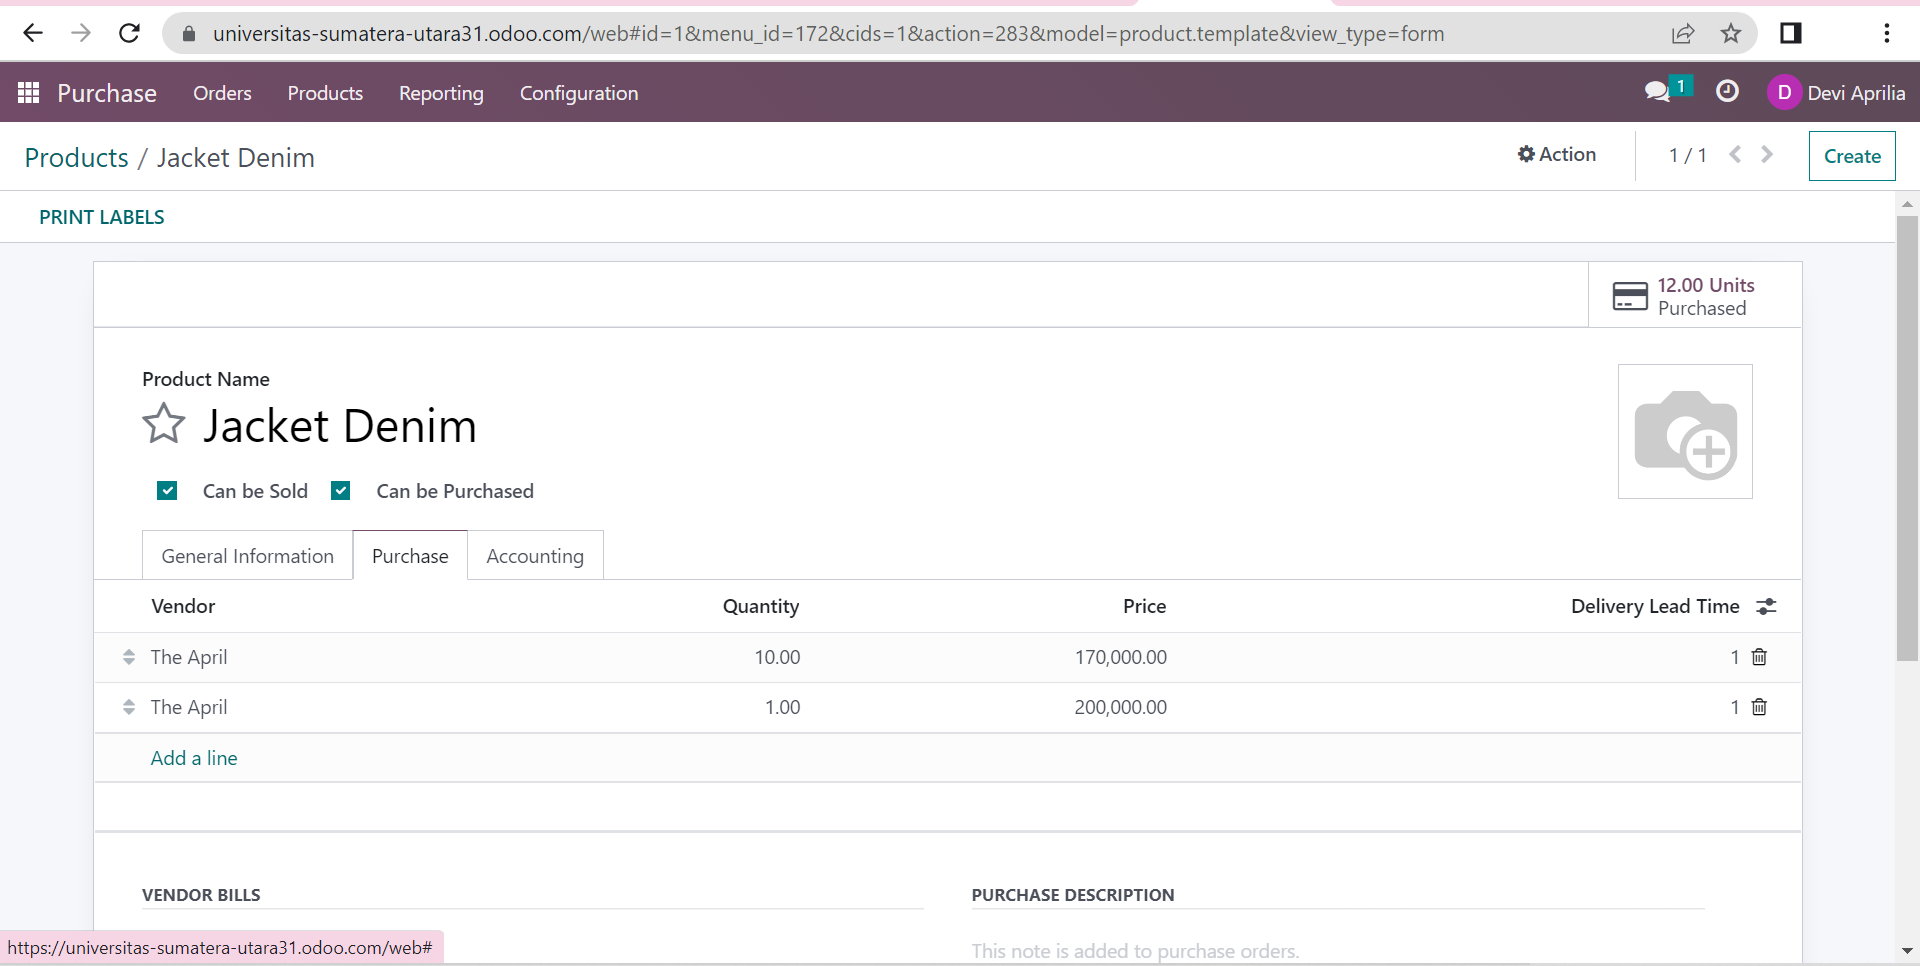 universitas-sumatera-utara31.odoo.com/web#id=1&menu_id=172&cids=1&action=283&model=product.template&view_type=form
Purchase Orders Products Reporting Configuration 1 D Devi Aprilia
Products / Jacket Denim Action 1 / 1 Create
PRINT LABELS
12.00 Units
Purchased
Product Name
Jacket Denim
Can be Sold Can be Purchased
General Information Purchase Accounting
Vendor Quantity Price Delivery Lead Time
The April 10.00 170,000.00 1
The April 1.00 200,000.00 1
Add a line
VENDOR BILLS PURCHASE DESCRIPTION
This note is added to purchase orders.
https://universitas-sumatera-utara31.odoo.com/web#